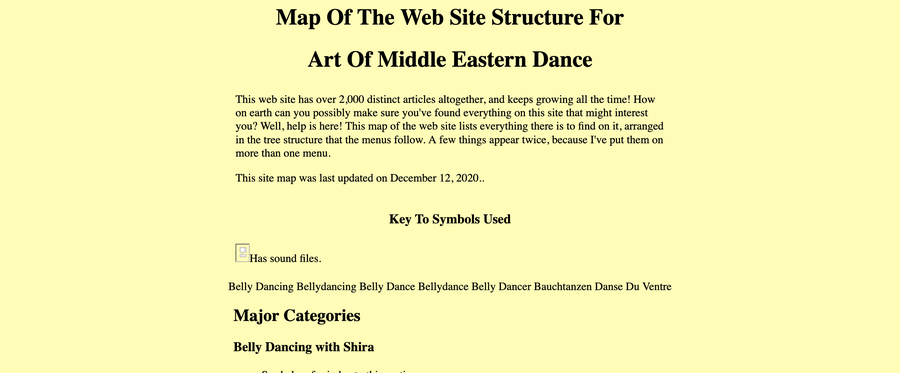 Map Of The Web Site Structure For
Art Of Middle Eastern Dance
This web site has over 2,000 distinct articles altogether, and keeps growing all the time! How
on earth can you possibly make sure you've found everything on this site that might interest
you? Well, help is here! This map of the web site lists everything there is to find on it, arranged
in the tree structure that the menus follow. A few things appear twice, because I've put them on
more than one menu.
This site map was last updated on December 12, 2020..
Key To Symbols Used
Has sound files.
Belly Dancing Bellydancing Belly Dance Bellydance Belly Dancer Bauchtanzen Danse Du Ventre
Major Categories
Belly Dancing with Shira